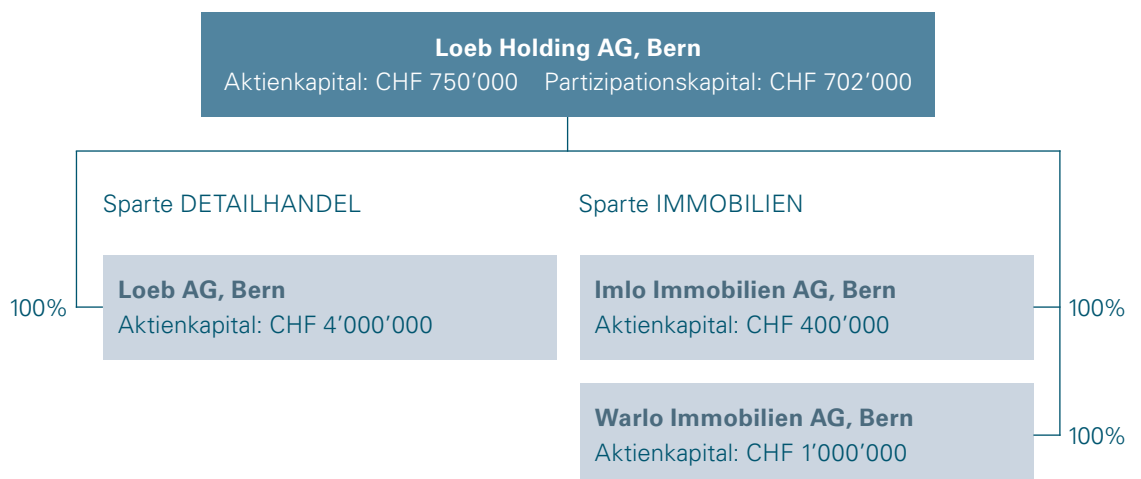 Loeb Holding AG, Bern
Aktienkapital: CHF 750’000 Partizipationskapital: CHF 702’000
Sparte DETAILHANDEL
Loeb AG, Bern
Aktienkapital: CHF 4’000’000
100%
Sparte IMMOBILIEN
Imlo Immobilien AG, Bern
Aktienkapital: CHF 400’000
100%
Warlo Immobilien AG, Bern
Aktienkapital: CHF 1’000’000
100%